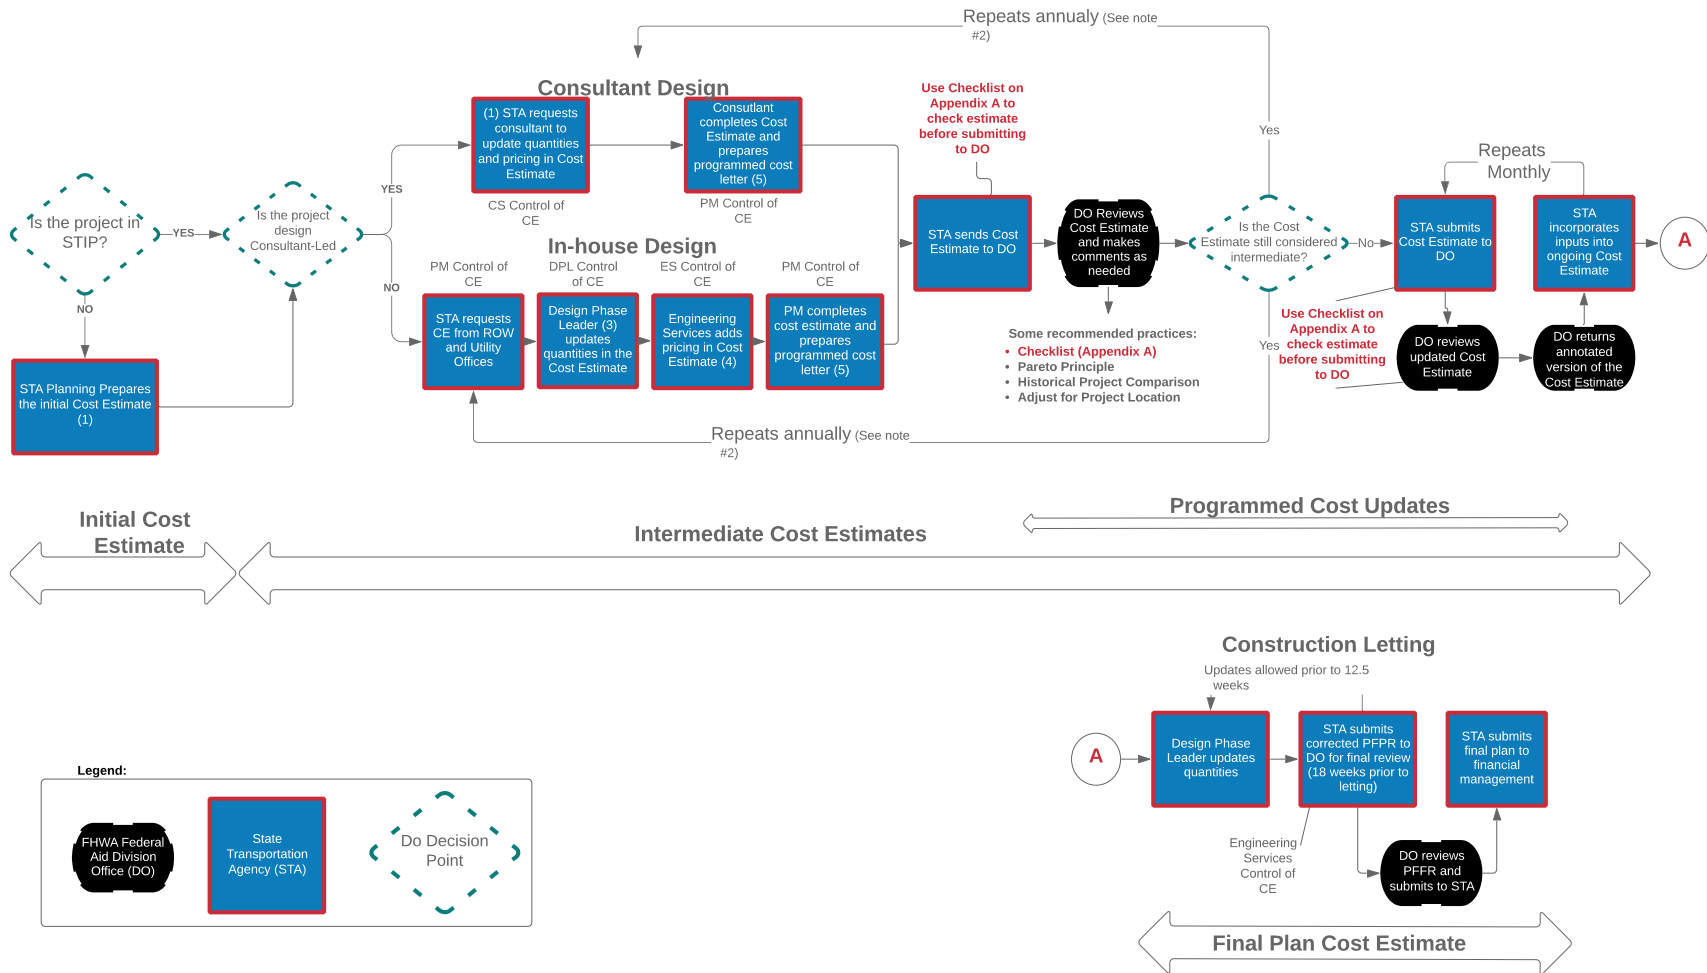 Repeats annualy (See note
#2)
Consultant Design
(1) STA requests
consultant to
update quantities
and pricing in Cost
Estimate
CS Control of
CE
Consutlant
completes Cost
Estimate and
prepares
programmed cost
letter (5)
PM Control of
CE
Use Checklist on
Appendix A to
check estimate
before submitting
to DO
Is the project in
STIP?
YES
NO
Is the project
design
Consultant-Led
YES
NO
STA Planning Prepares
the initial Cost Estimate
(1)
In-house Design
PM Control of
CE
STA requests
CE from ROW
and Utility
Offices
DPL Control
of CE
Design Phase
Leader (3)
updates
quantities in the
Cost Estimate
ES Control of
CE
Engineering
Services adds
pricing in Cost
Estimate (4)
PM Control of
CE
PM completes
cost estimate and
prepares
programmed cost
letter (5)
STA sends Cost
Estimate to DO
DO Reviews
Cost Estimate
and makes
comments as
needed
Some recommended practices:
• Checklist (Appendix A)
• Pareto Principle
• Historical Project Comparison
• Adjust for Project Location
Yes
Is the Cost
Estimate still considered
intermediate?
No
Yes
Repeats annually (See note
#2)
Repeats
Monthly
STA submits
Cost Estimate to
DO
STA
incorporates
inputs into
ongoing Cost
Estimate
A
Use Checklist on
Appendix A to
check estimate
before submitting
to DO
DO reviews
updated Cost
Estimate
DO returns
annotated
version of the
Cost Estimate
Initial Cost
Estimate
Intermediate Cost Estimates
Programmed Cost Updates
Construction Letting
Updates allowed prior to 12.5
weeks
A
Design Phase
Leader updates
quantities
STA submits
corrected PFPR to
DO for final review
(18 weeks prior to
letting)
STA submits
final plan to
financial
management
Engineering
Services
Control of
CE
DO reviews
PFFR and
submits to STA
Final Plan Cost Estimate
Legend:
FHWA Federal
Aid Division
Office (DO)
State
Transportation
Agency (STA)
Do Decision
Point